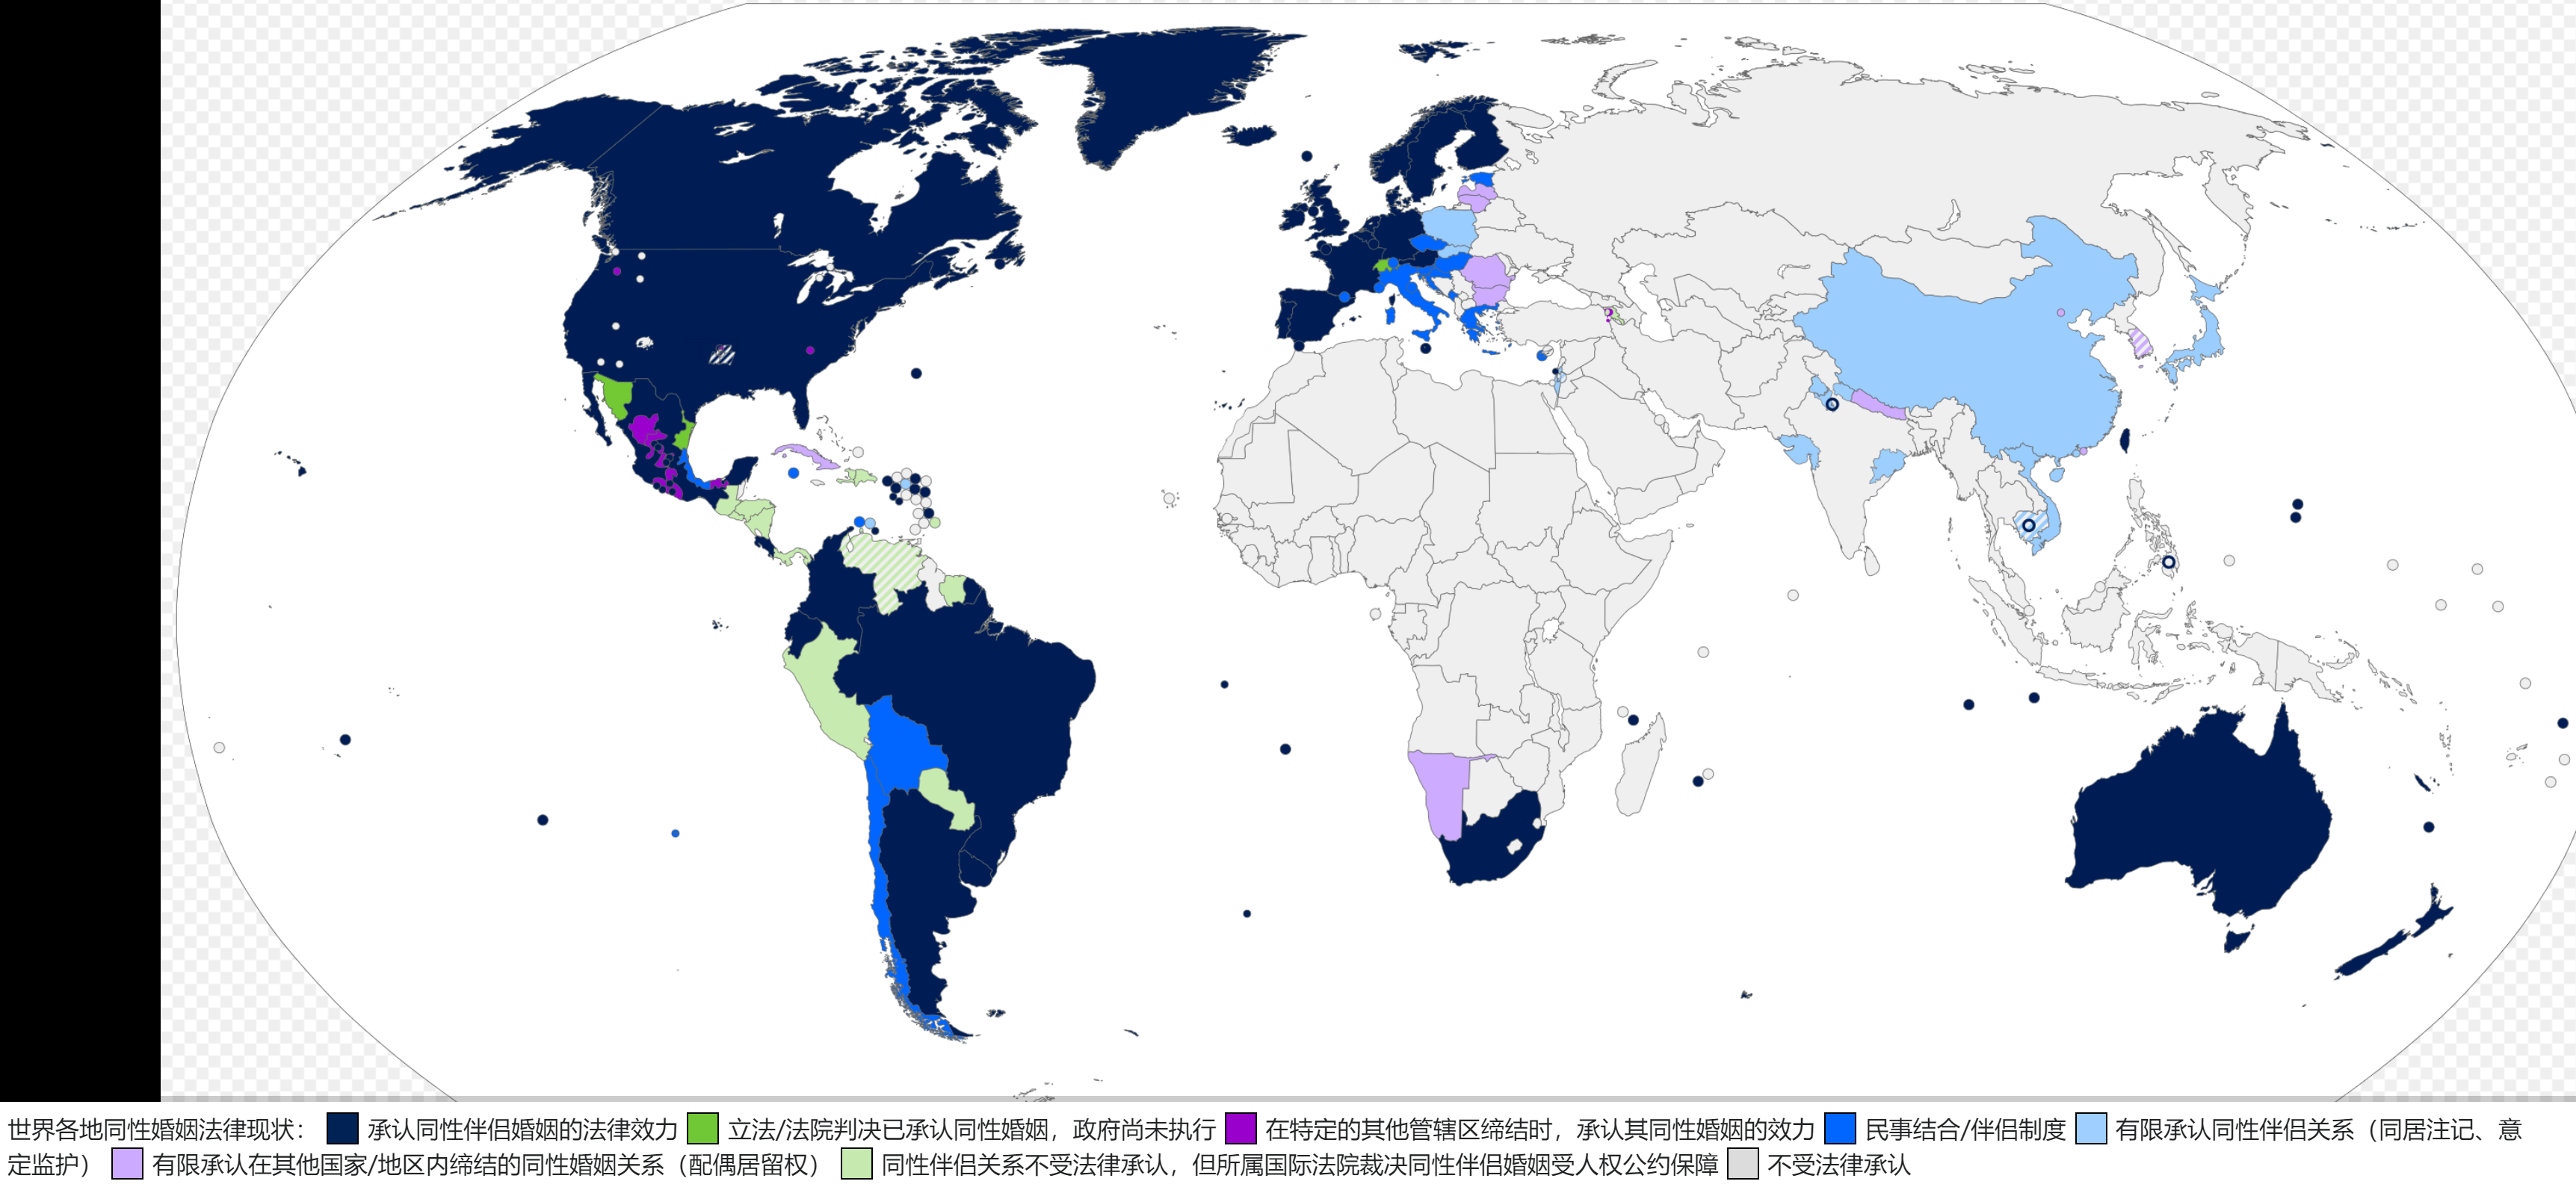 世界各地同性婚姻法律现状： 承认同性伴侣婚姻的法律效力 立法/法院判决已承认同性婚姻，政府尚未执行 在特定的其他管辖区缔结时，承认其同性婚姻的效力 民事结合/伴侣制度 有限承认同性伴侣关系（同居注记、意
定监护） 有限承认在其他国家/地区内缔结的同性婚姻关系（配偶居留权） 同性伴侣关系不受法律承认，但所属国际法院裁决同性伴侣婚姻受人权公约保障 不受法律承认